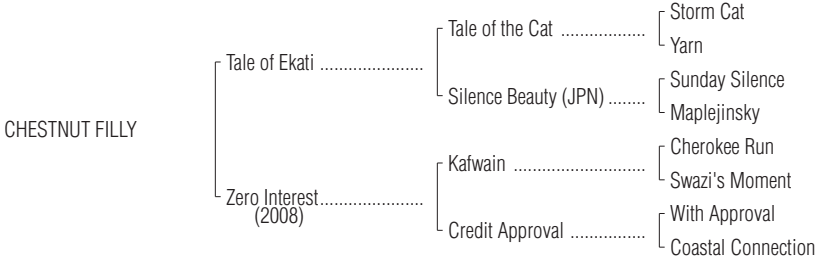 Storm Cat
Tale of the Cat ..................
Yarn
Tale of Ekati ......................
Sunday Silence
Silence Beauty (JPN) ........
Maplejinsky
CHESTNUT FILLY
Cherokee Run
Kafwain ............................
Swazi's Moment
Zero Interest......................
(2008)
With Approval
Credit Approval ................
Coastal Connection